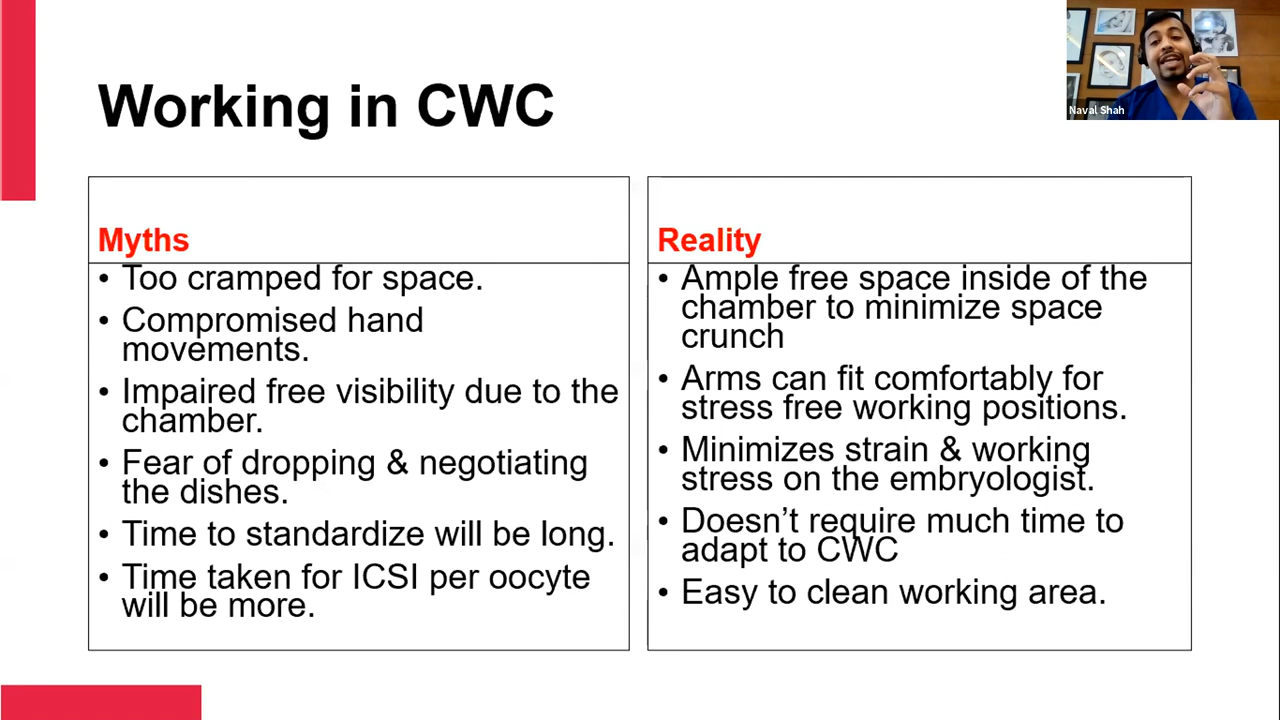 Working in CWC
Naval Shah
Myths
• Too cramped for space.
• Compromised hand
movements.
• Impaired free visibility due to the
chamber.
• Fear of dropping & negotiating
the dishes.
• Time to standardize will be long.
• Time taken for ICSI per oocyte
will be more.
Reality
• Ample free space inside of the
chamber to minimize space
crunch
• Arms can fit comfortably for
stress free working positions.
• Minimizes strain & working
stress on the embryologist.
• Doesn’t require much time to
adapt to CWC
• Easy to clean working area.